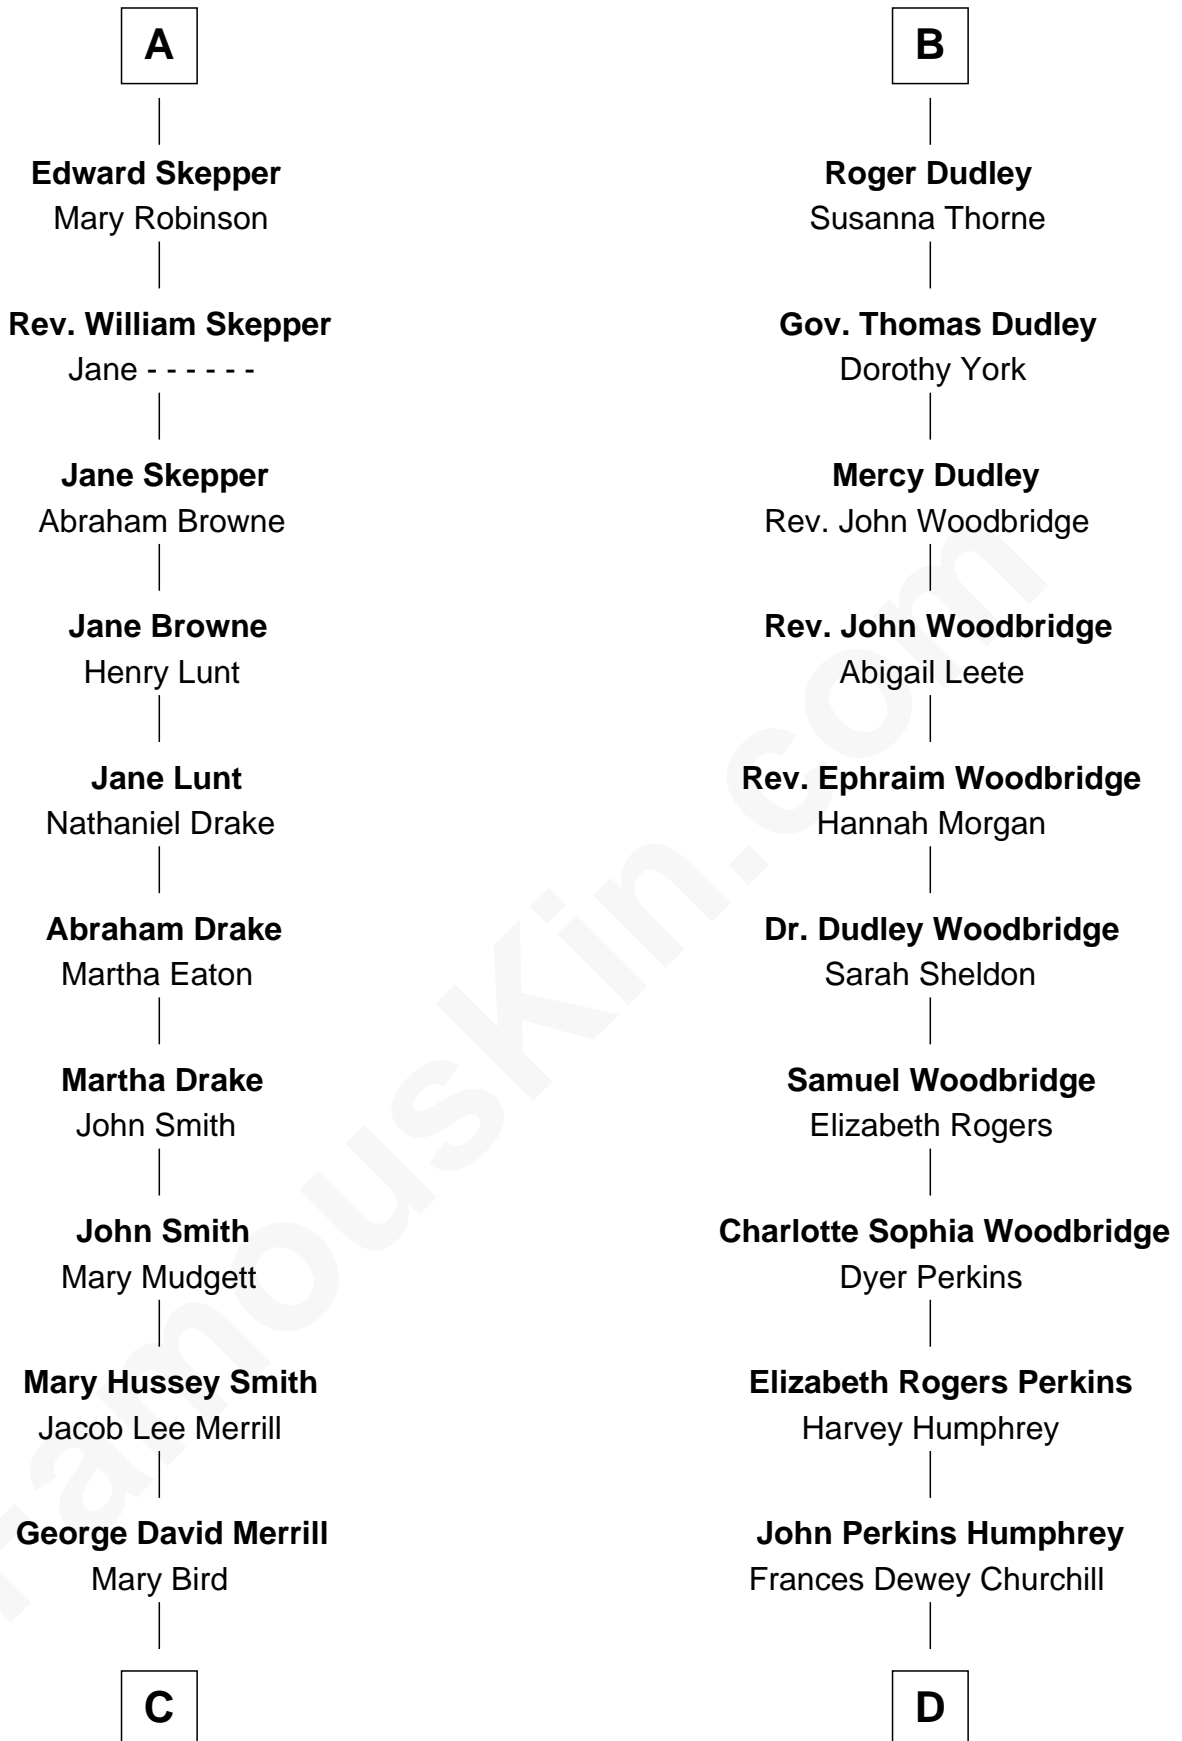 A
Edward Skepper
Mary Robinson
Rev. William Skepper
Jane - - - - - -
Jane Skepper
Abraham Browne
Jane Browne
Henry Lunt
Jane Lunt
Nathaniel Drake
Abraham Drake
Martha Eaton
Martha Drake
John Smith
John Smith
Mary Mudgett
Mary Hussey Smith
Jacob Lee Merrill
George David Merrill
Mary Bird
C
B
Roger Dudley
Susanna Thorne
Gov. Thomas Dudley
Dorothy York
Mercy Dudley
Rev. John Woodbridge
Rev. John Woodbridge
Abigail Leete
Rev. Ephraim Woodbridge
Hannah Morgan
Dr. Dudley Woodbridge
Sarah Sheldon
Samuel Woodbridge
Elizabeth Rogers
Charlotte Sophia Woodbridge
Dyer Perkins
Elizabeth Rogers Perkins
Harvey Humphrey
John Perkins Humphrey
Frances Dewey Churchill
D
FamousKin.com